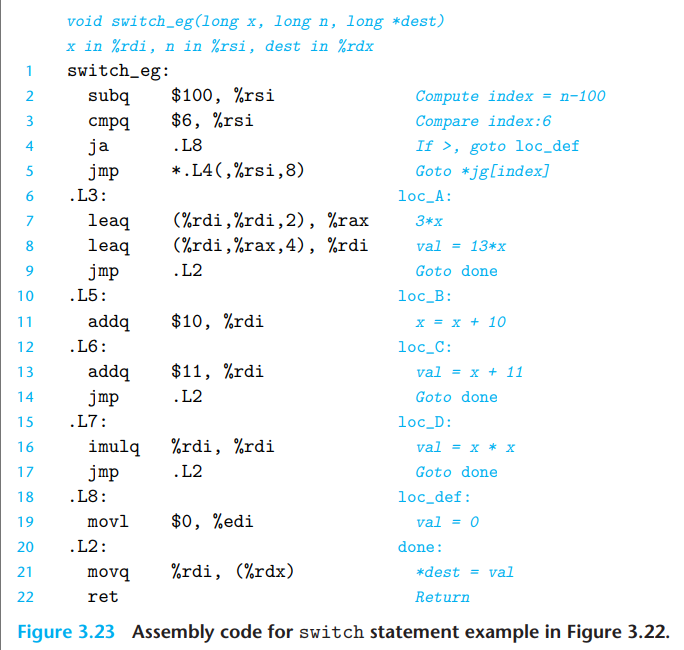 void switch_eg(long x, long n, long *dest)
x in %rdi, n in %rsi, dest in %rdx
1 switch_eg:
2 subq $100, %rsi Compute index = n-100
3 cmpq $6, %rsi Compare index:6
4 ja .L8 If >, goto loc_def
5 jmp *.L4(,%rsi,8) Goto *jg[index]
6 .L3: loc_A:
7 leaq (%rdi,%rdi,2), %rax 3*x
8 leaq (%rdi,%rax,4), %rdi val = 13*x
9 jmp .L2 Goto done
10 .L5: loc_B:
11 addq $10, %rdi x = x + 10
12 .L6: loc_C:
13 addq $11, %rdi val = x + 11
14 jmp .L2 Goto done
15 .L7: loc_D:
16 imulq %rdi, %rdi val = x * x
17 jmp .L2 Goto done
18 .L8: loc_def:
19 movl $0, %edi val = 0
20 .L2: done:
21 movq %rdi, (%rdx) *dest = val
22 ret Return
Figure 3.23 Assembly code for switch statement example in Figure 3.22.